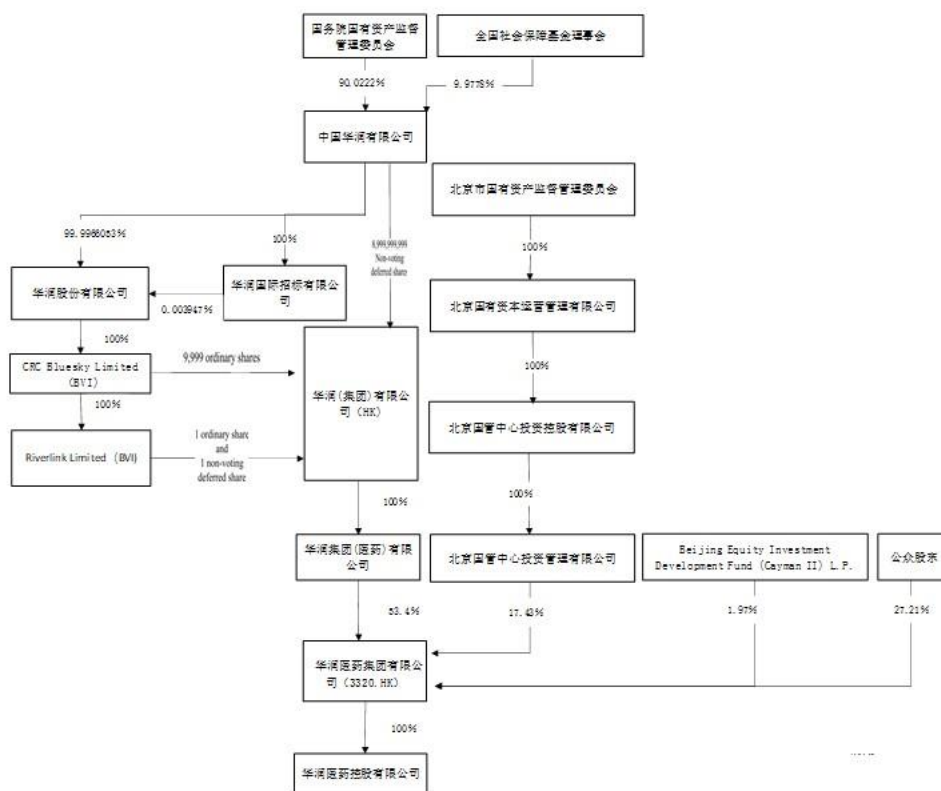 国务院国有资产监督
管理委员会
全国社会保障基金理事会
90.0222%
9.9778%
中国华润有限公司
北京市国有资产监督管理委员会
99.9966053%
100%
8,999,999,999
Non-voting
deferred share
100%
华润股份有限公司
华润国际招标有限公
司
0.003947%
北京国有资本运营管理有限公司
100%
CRC Bluesky Limited
(BVI)
9,999 ordinary shares
华润(集团)有限公
司(HK)
100%
100%
北京国管中心投资控股有限公司
Riverlink Limited (BVI)
1 ordinary share
and
1 non-voting
deferred share
100%
100%
华润集团(医药)有限
公司
北京国管中心投资管理有限公司
Beijing Equity Investment
Development Fund (Cayman II) L.P.
公众股东
53.4%
17.43%
1.97%
27.21%
华润医药集团有限公
司(3320.HK)
100%
华润医药控股有限公司